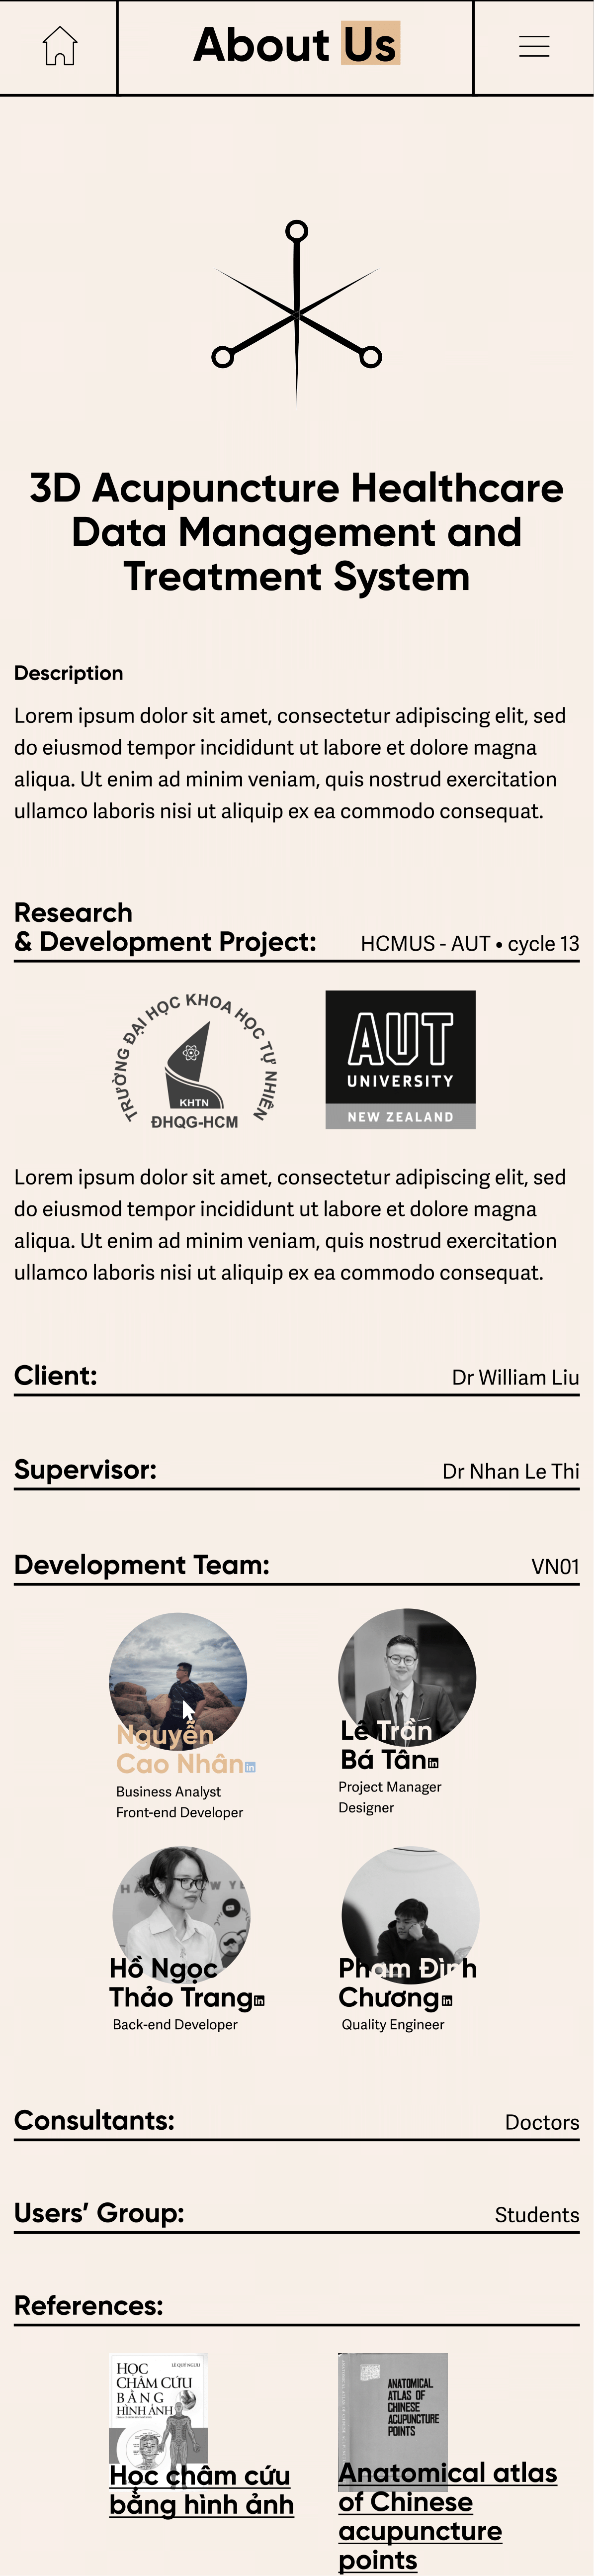 About Us
3D Acupuncture Healthcare
Data Management and
Treatment System
Description
Lorem ipsum dolor sit amet, consectetur adipiscing elit, sed
do eiusmod tempor incididunt ut labore et dolore magna
aliqua. Ut enim ad minim veniam, quis nostrud exercitation
ullamco laboris nisi ut aliquip ex ea commodo consequat.
Research
& Development Project: HCMUS - AUT • cycle 13
TRƯỜNG ĐẠI HỌC KHOA HỌC TỰ NHIÊN
KHTN
ĐHQG-HCM
AUT
UNIVERSITY
NEW ZEALAND
Lorem ipsum dolor sit amet, consectetur adipiscing elit, sed
do eiusmod tempor incididunt ut labore et dolore magna
aliqua. Ut enim ad minim veniam, quis nostrud exercitation
ullamco laboris nisi ut aliquip ex ea commodo consequat.
Client: Dr William Liu
Supervisor: Dr Nhan Le Thi
Development Team: VN01
Nguyễn
Cao Nhân in
Business Analyst
Front-end Developer
Lê Trần
Bá Tân in
Project Manager
Designer
Hồ Ngọc
Thảo Trang in
Back-end Developer
Phạm Đình
Chương in
Quality Engineer
Consultants: Doctors
Users' Group: Students
References:
LÊ QUÝ NGƯU
HỌC
CHÂM CỨU
BẰNG
HÌNH ẢNH
Học châm cứu
bằng hình ảnh
ANATOMICAL
ATLAS OF
CHINESE
ACUPUNCTURE
POINTS
Anatomical atlas
of Chinese
acupuncture
points